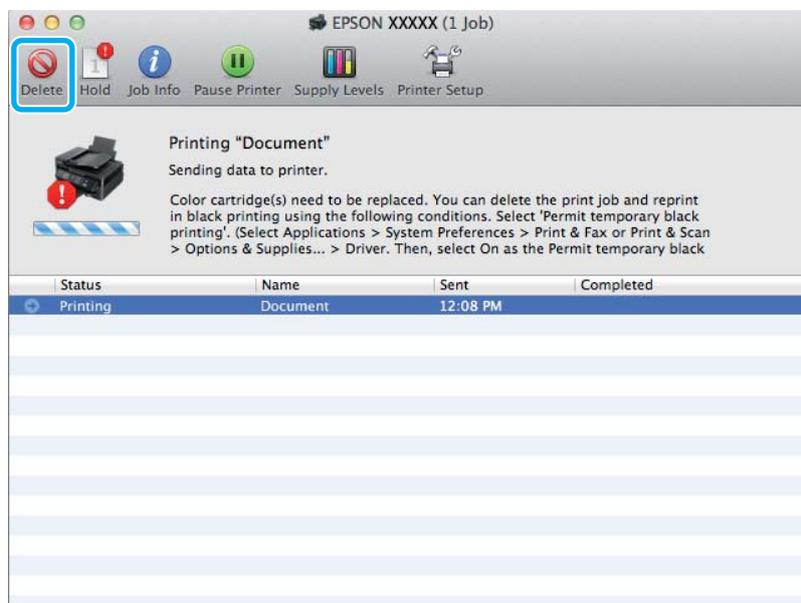 EPSON XXXXX (1 Job)
Delete Hold Job Info Pause Printer Supply Levels Printer Setup
1
Printing “Document”
Sending data to printer.
Color cartridge(s) need to be replaced. You can delete the print job and reprint
in black printing using the following conditions. Select 'Permit temporary black
printing'. (Select Applications > System Preferences > Print & Fax or Print & Scan
> Options & Supplies... > Driver. Then, select On as the Permit temporary black
Status Name Sent Completed
Printing Document 12:08 PM